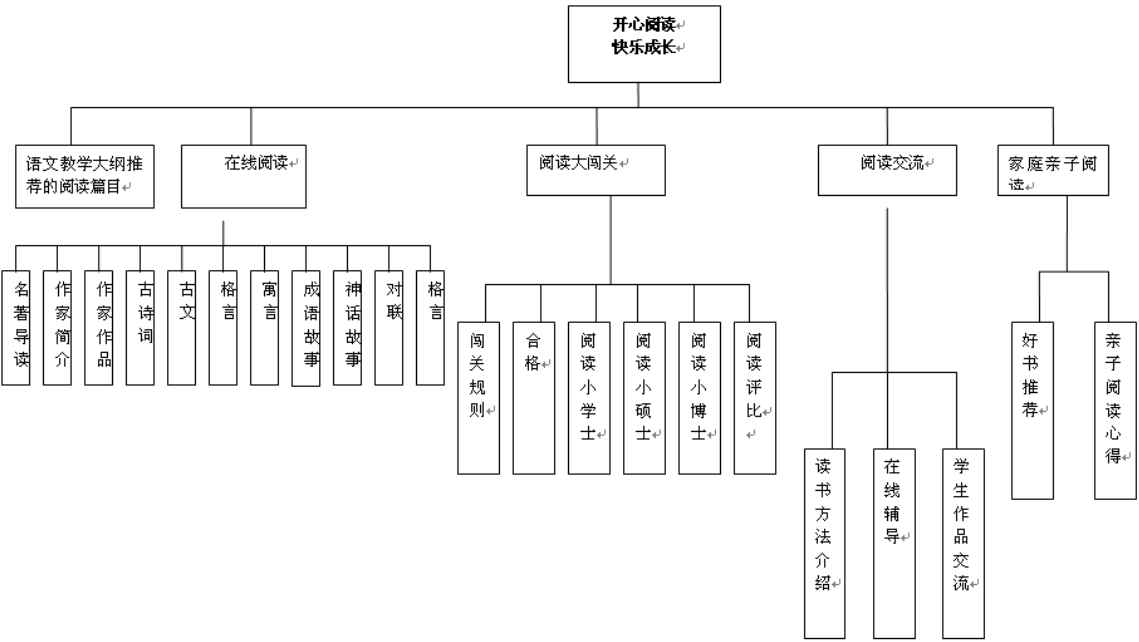 开心阅读
快乐成长
语文教学大纲推
荐的阅读篇目
在线阅读
阅读大闯关
阅读交流
家庭亲子阅
读
名著导读
作家简介
作家作品
古诗词
古文
格言
寓言
成语故事
神话故事
对联
格言
闯关规则
合格
阅读小学士
阅读小硕士
阅读小博士
阅读评比
读书方法介绍
在线辅导
学生作品交流
好书推荐
亲子阅读心得